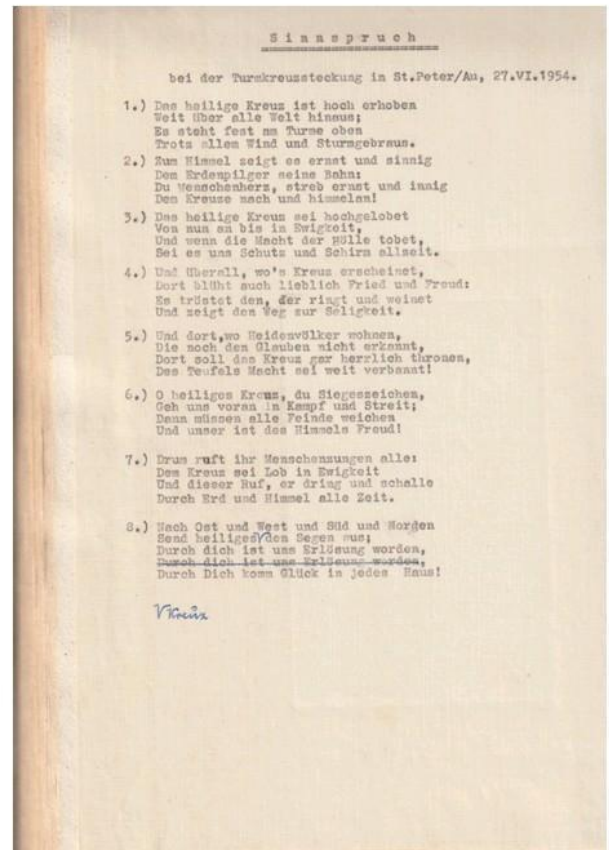 Sinnspruch
bei der Turmkreuzsteckung in St.Peter/Au, 27.VI.1954.
1.) Das heilige Kreuz ist hoch erhoben
Weit über alle Welt hinaus;
Es steht fest am Turme oben
Trotz allem Wind und Sturmgebraus.
2.) Zum Himmel zeigt es ernst und sinnig
Dem Erdenpilger seine Bahn:
Du Menschenherz, streb ernst und innig
Dem Kreuze nach und himmelan!
3.) Das heilige Kreuz sei hochgelobet
Von nun an bis in Ewigkeit,
Und wenn die Macht der Hölle tobet,
Sei es uns Schutz und Schirm allseit.
4.) Und überall, wo's Kreuz erscheinet,
Dort blüht auch lieblich Fried und Freud:
Es tröstet den, der ringt und weinet
Und zeigt den Weg zur Seligkeit.
5.) Und dort,wo Heidenvölker wohnen,
Die noch den Glauben nicht erkannt,
Dort soll das Kreuz gar herrlich thronen,
Des Teufels Macht sei weit verbannt!
6.) O heiliges Kreuz, du Siegeszeichen,
Geh uns voran in Kampf und Streit;
Dann müssen alle Feinde weichen
Und unser ist des Himmels Freud!
7.) Drum ruft ihr Menschenzungen alle:
Dem Kreuz sei Lob in Ewigkeit
Und dieser Ruf, er dring und schalle
Durch Erd und Himmel alle Zeit.
8.) Nach Ost und West und Süd und Norden
Send heiliges√den Segen aus;
Durch dich ist uns Erlösung worden,
Durch dich ist uns Erlösung worden,
Durch Dich komm Glück in jedes Haus!
√ Kreuz